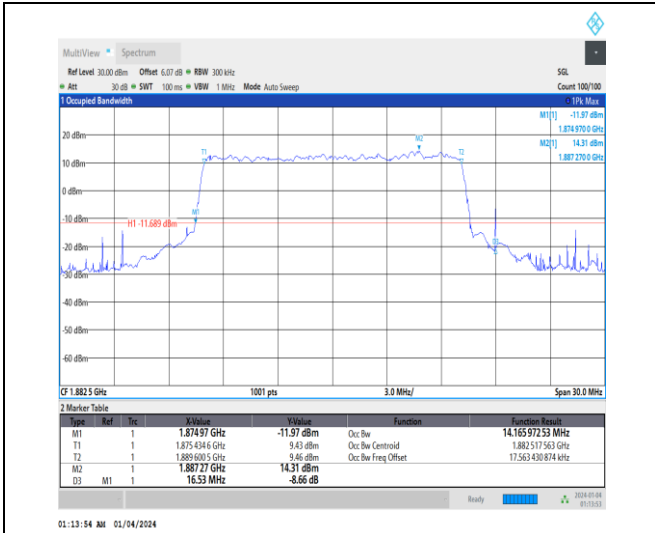 MultiView Spectrum
Ref Level 30.00 dBm Offset 6.07 dB RBW 300 kHz SGL
Att 30 dB SWT 100 ms VBW 1 MHz Mode Auto Sweep Count 100/100
1 Occupied Bandwidth 1Pk Max
M1[1] -11.97 dBm
1.874 970 0 GHz
M2[1] 14.31 dBm
1.887 270 0 GHz
20 dBm
T1
M2
T2
10 dBm
0 dBm
M1
-10 dBm
H1 -11.689 dBm
-20 dBm
D3
-30 dBm
-40 dBm
-50 dBm
-60 dBm
CF 1.882 5 GHz 1001 pts 3.0 MHz/ Span 30.0 MHz
2 Marker Table
Type Ref Trc X-Value Y-Value Function Function Result
M1 1 1.874 97 GHz -11.97 dBm Occ Bw 14.165 972 53 MHz
T1 1 1.875 434 6 GHz 9.43 dBm Occ Bw Centroid 1.882 517 563 GHz
T2 1 1.889 600 5 GHz 9.46 dBm Occ Bw Freq Offset 17.563 430 874 kHz
M2 1 1.887 27 GHz 14.31 dBm
D3 M1 1 16.53 MHz -8.66 dB
Ready 2024-01-04
01:13:53
01:13:54 AM 01/04/2024